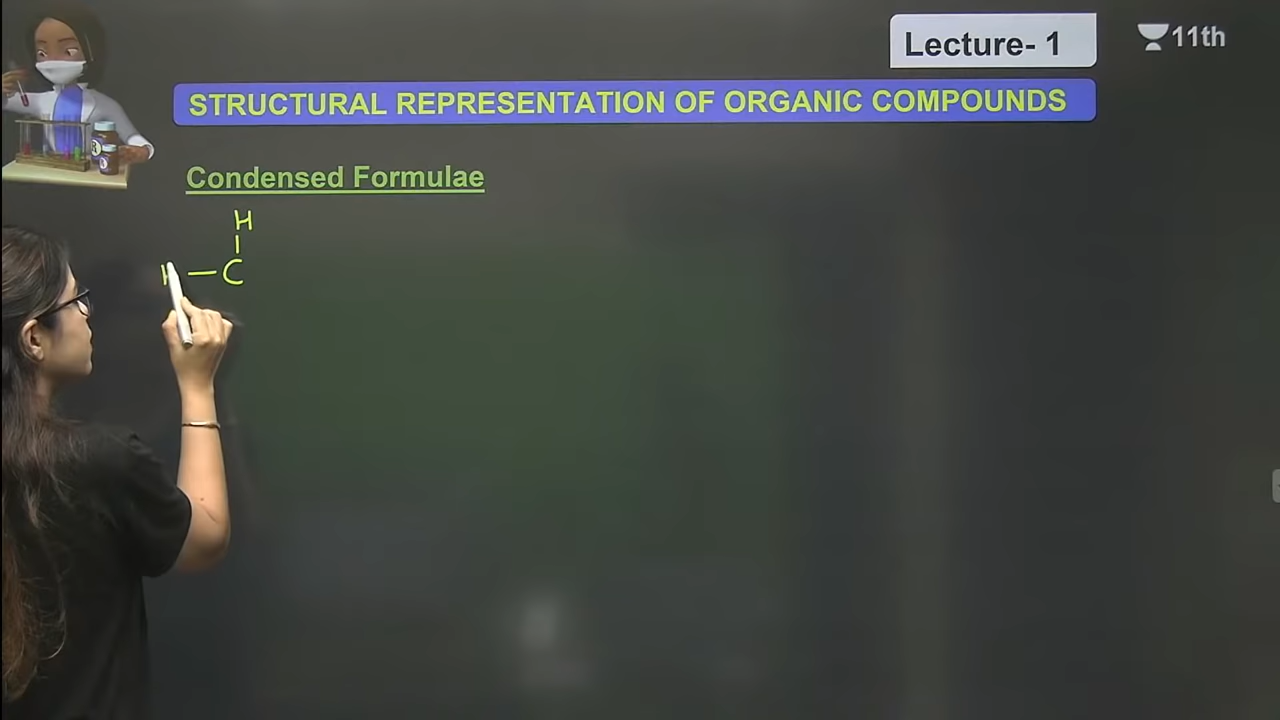 Lecture- 1
11th
STRUCTURAL REPRESENTATION OF ORGANIC COMPOUNDS
Condensed Formulae
H
H — C